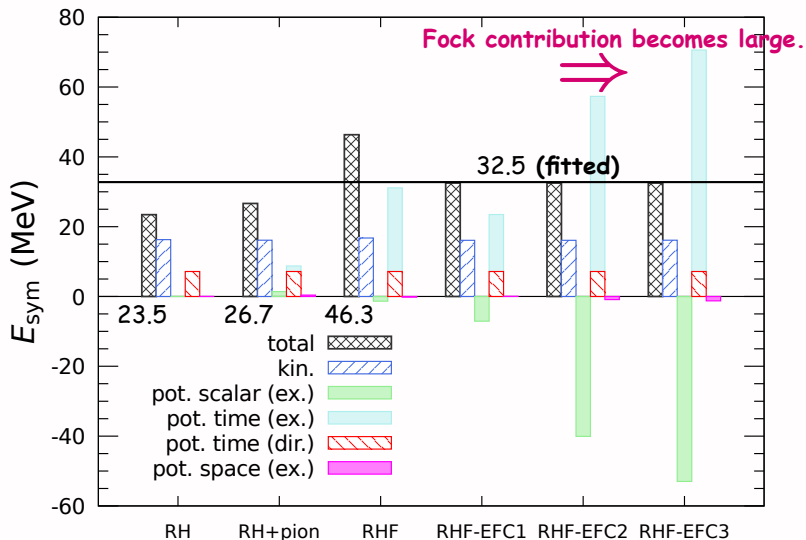 80
Fock contribution becomes large.
60
40
32.5 (fitted)
20
0
-20
-40
-60
E_sym (MeV)
23.5 26.7 46.3
total
kin.
pot. scalar (ex.)
pot. time (ex.)
pot. time (dir.)
pot. space (ex.)
RH RH+pion RHF RHF-EFC1 RHF-EFC2 RHF-EFC3